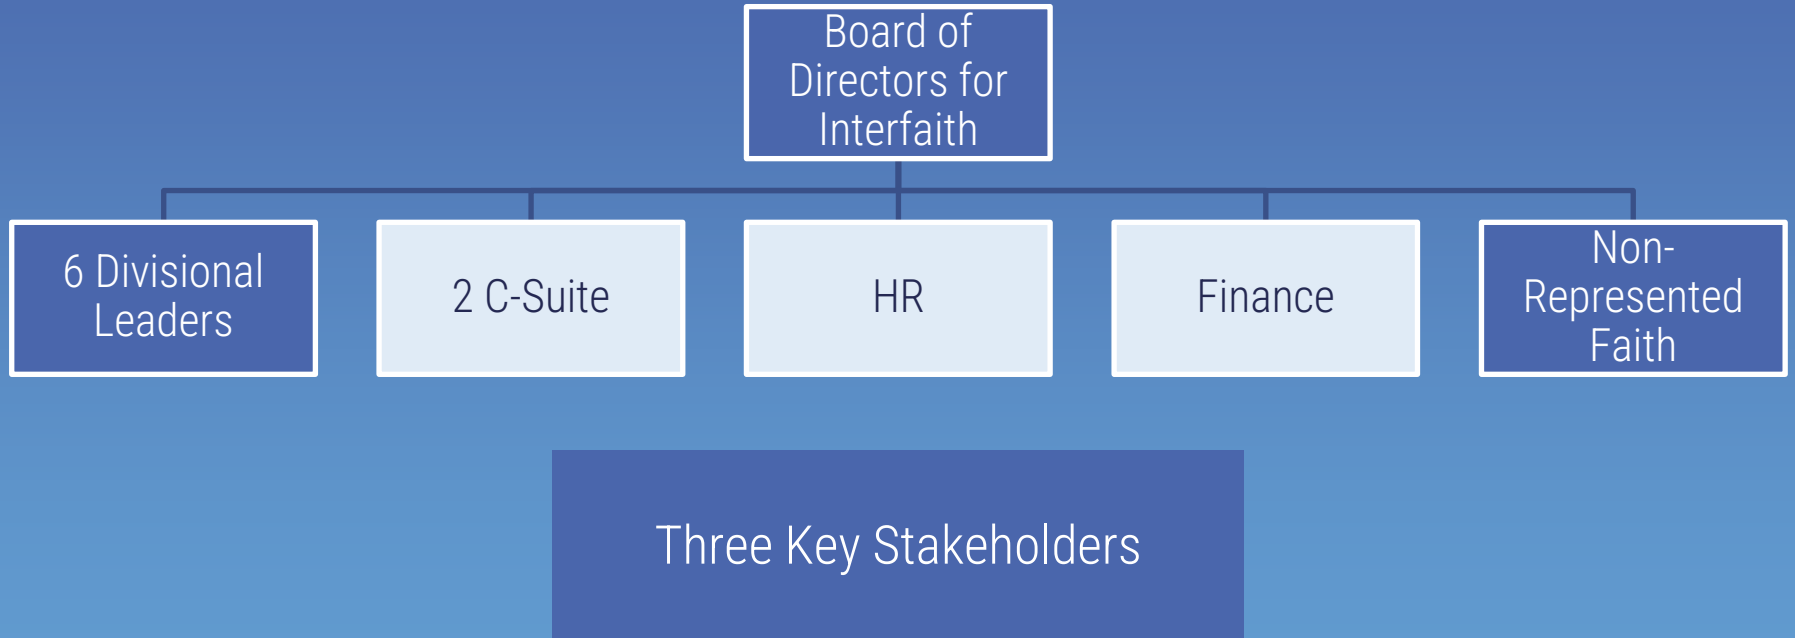 Board of
Directors for
Interfaith
6 Divisional
Leaders
2 C-Suite
HR
Finance
Non-
Represented
Faith
Three Key Stakeholders